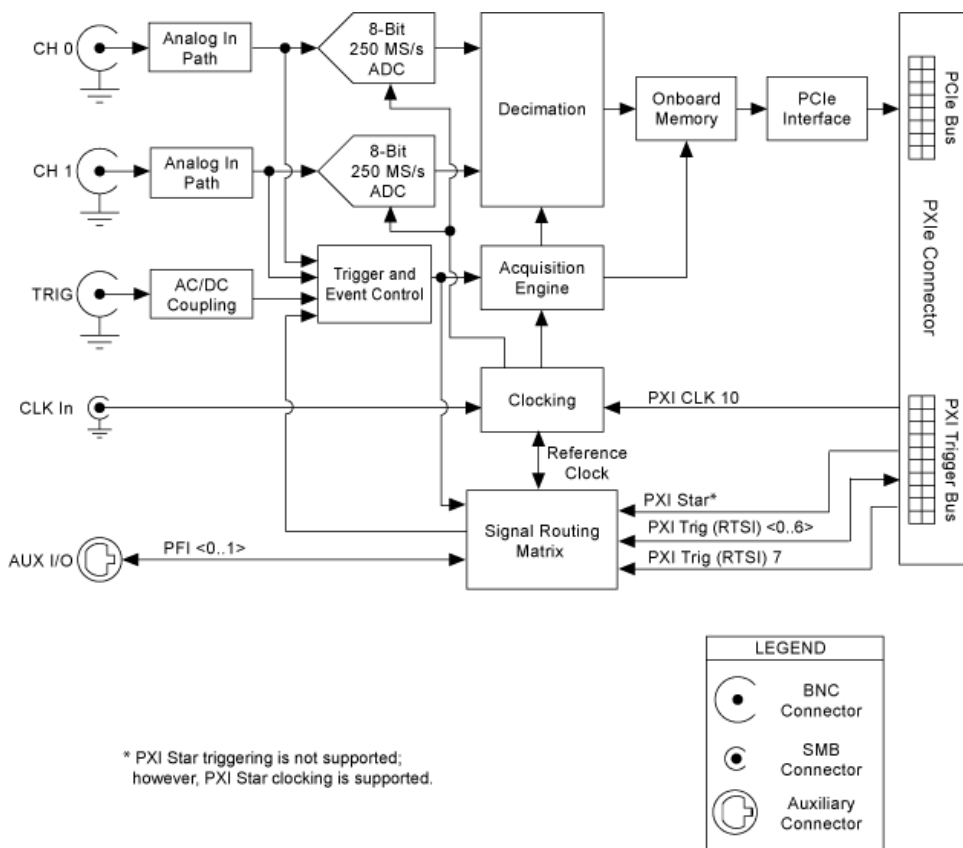 CH 0
Analog In
Path
8-Bit
250 MS/s
ADC
Decimation
Onboard
Memory
PCIe
Interface
PCIe Bus
CH 1
Analog In
Path
8-Bit
250 MS/s
ADC
PXIe Connector
TRIG
AC/DC
Coupling
Trigger and
Event Control
Acquisition
Engine
CLK In
Clocking
PXI CLK 10
PXI Trigger Bus
Reference
Clock
AUX I/O
PFI <0..1>
Signal Routing
Matrix
PXI Star*
PXI Trig (RTSI) <0..6>
PXI Trig (RTSI) 7
LEGEND
BNC
Connector
SMB
Connector
Auxiliary
Connector
* PXI Star triggering is not supported;
however, PXI Star clocking is supported.